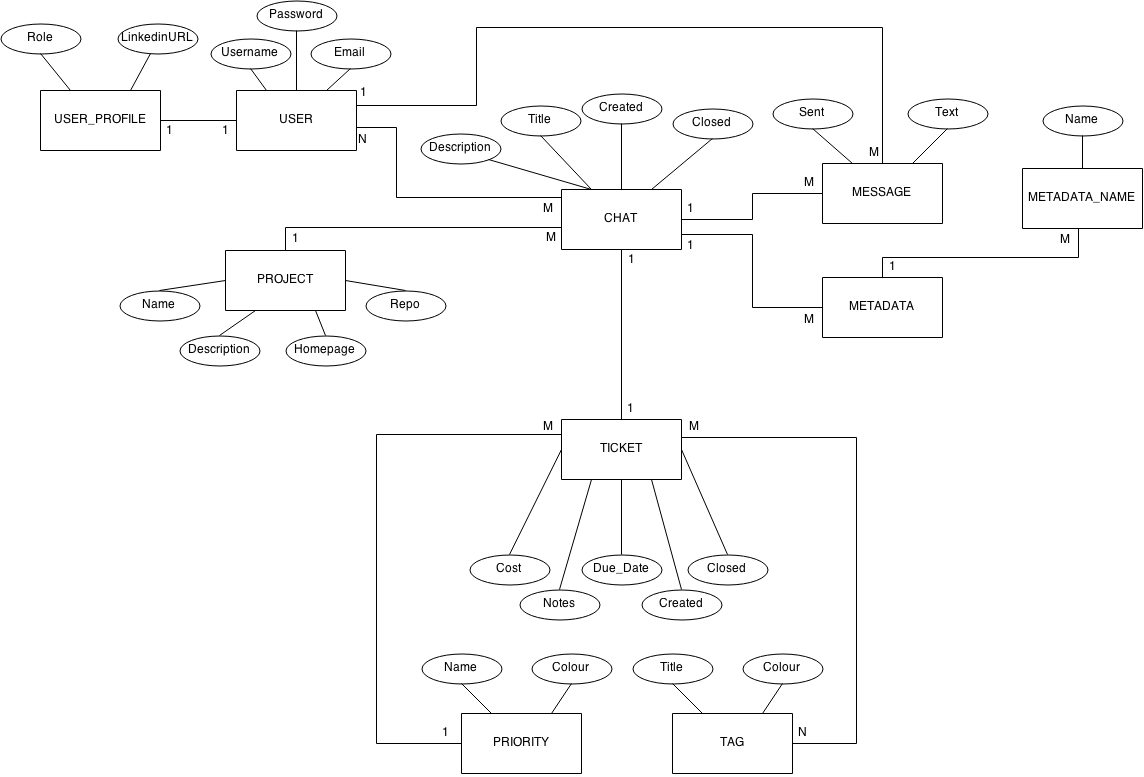 Password
Role
LinkedinURL
Username
Email
1
USER_PROFILE
USER
1
1
N
Created
Title
Closed
Description
Sent
Text
Name
M
MESSAGE
METADATA_NAME
M
M
CHAT
1
M
1
M
1
1
M
1
PROJECT
Name
Repo
Description
Homepage
METADATA
M
1
M
M
TICKET
Cost
Due_Date
Closed
Notes
Created
Name
Colour
Title
Colour
1
N
PRIORITY
TAG